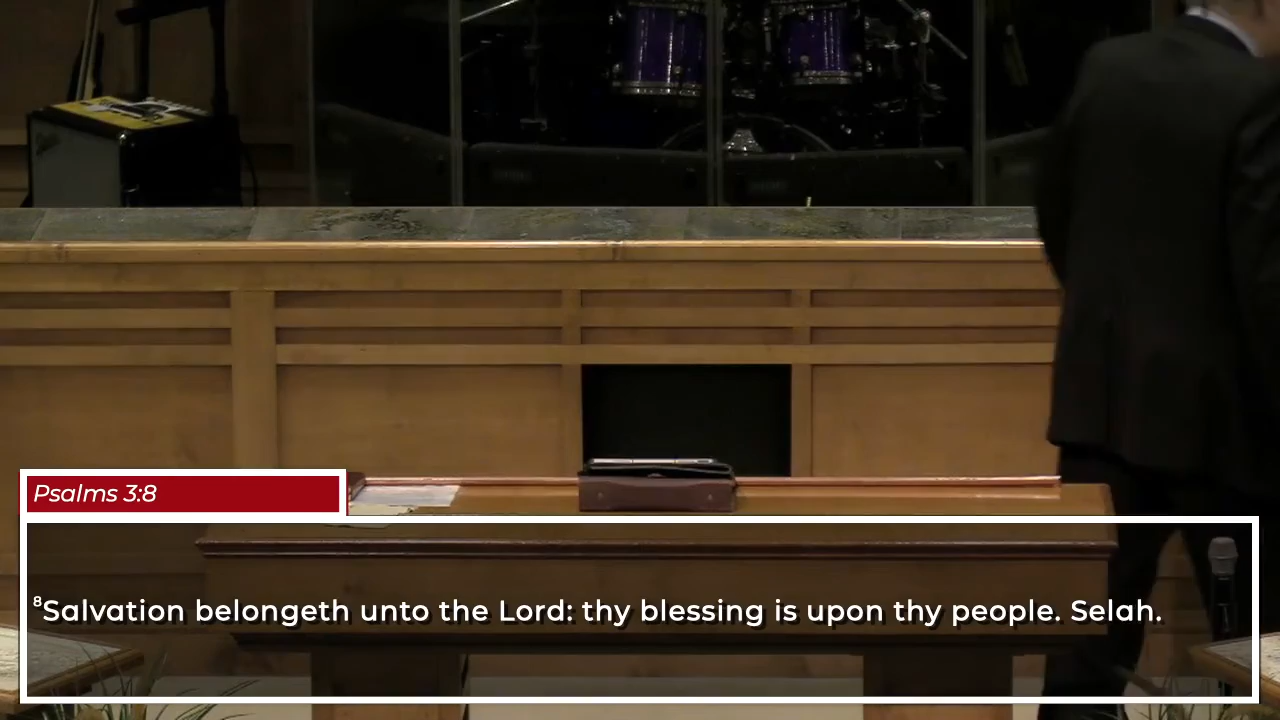 Psalms 3:8
⁸Salvation belongeth unto the Lord: thy blessing is upon thy people. Selah.